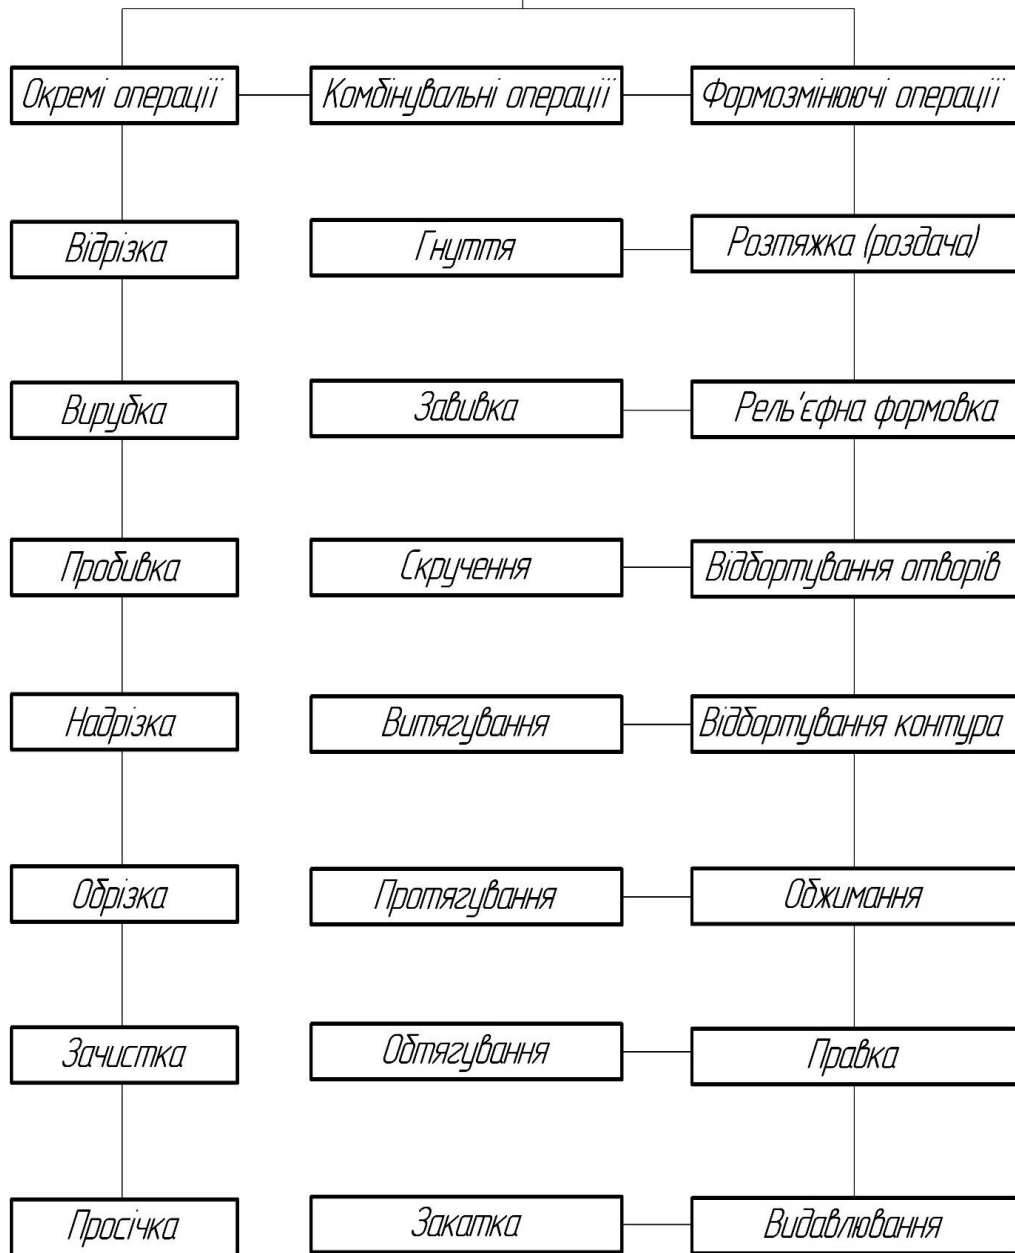 Окремі операції
Комбінувальні операції
Формозмінюючі операції
Відрізка
Гнуття
Розтяжка (роздача)
Вирубка
Завивка
Рель'єфна формовка
Пробивка
Скручення
Відбортування отворів
Надрізка
Витягування
Відбортування контура
Обрізка
Протягування
Обжимання
Зачистка
Обтягування
Правка
Просічка
Закатка
Видавлювання